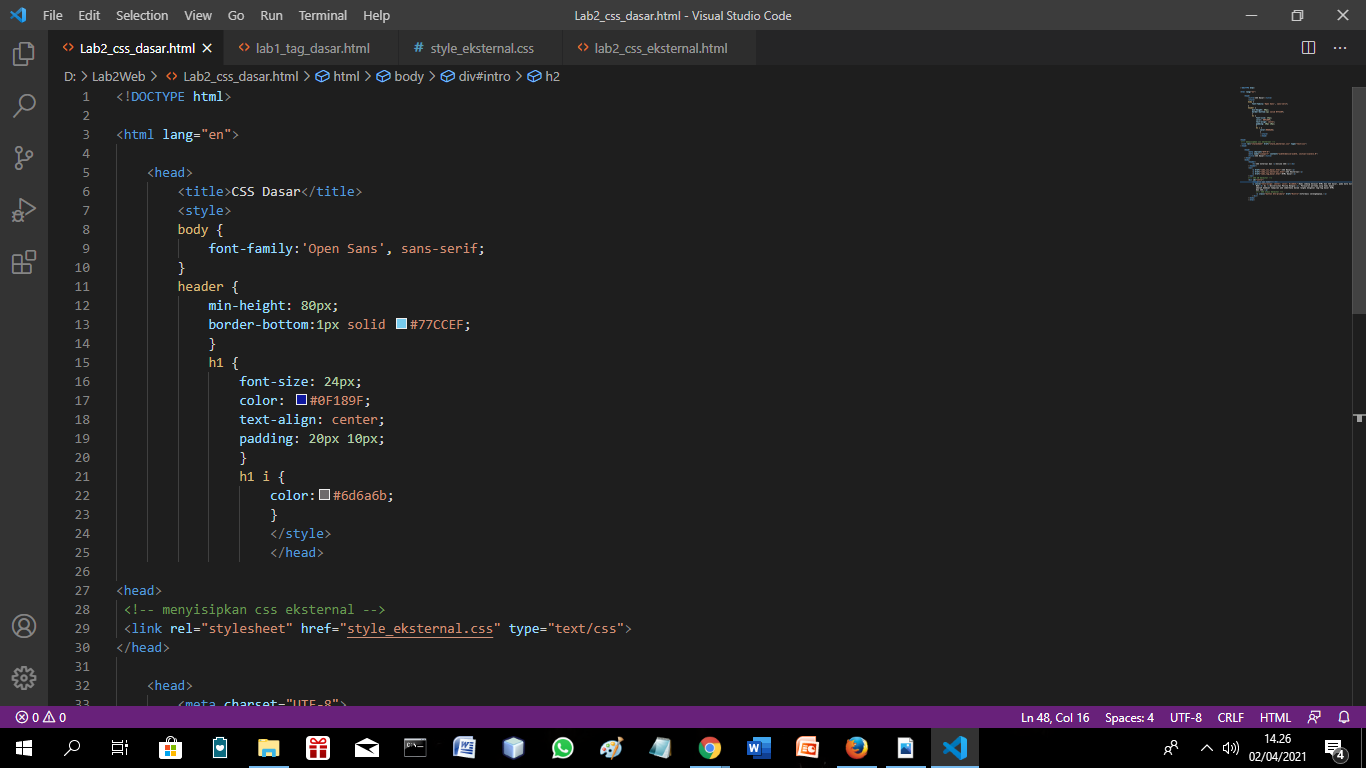 File Edit Selection View Go Run Terminal Help Lab2_css_dasar.html - Visual Studio Code
Lab2_css_dasar.html lab1_tag_dasar.html style_eksternal.css lab2_css_eksternal.html
D: > Lab2Web > Lab2_css_dasar.html > html > body > div#intro > h2
1 <!DOCTYPE html>
2
3 <html lang="en">
4
5 <head>
6 <title>CSS Dasar</title>
7 <style>
8 body {
9 font-family:'Open Sans', sans-serif;
10 }
11 header {
12 min-height: 80px;
13 border-bottom:1px solid #77CCEF;
14 }
15 h1 {
16 font-size: 24px;
17 color: #0F189F;
18 text-align: center;
19 padding: 20px 10px;
20 }
21 h1 i {
22 color:#6d6a6b;
23 }
24 </style>
25 </head>
26
27 <head>
28 <!-- menyisipkan css eksternal -->
29 <link rel="stylesheet" href="style_eksternal.css" type="text/css">
30 </head>
31
32 <head>
33 <meta charset="UTF-8">
0 0 Ln 48, Col 16 Spaces: 4 UTF-8 CRLF HTML
14.26
02/04/2021
4